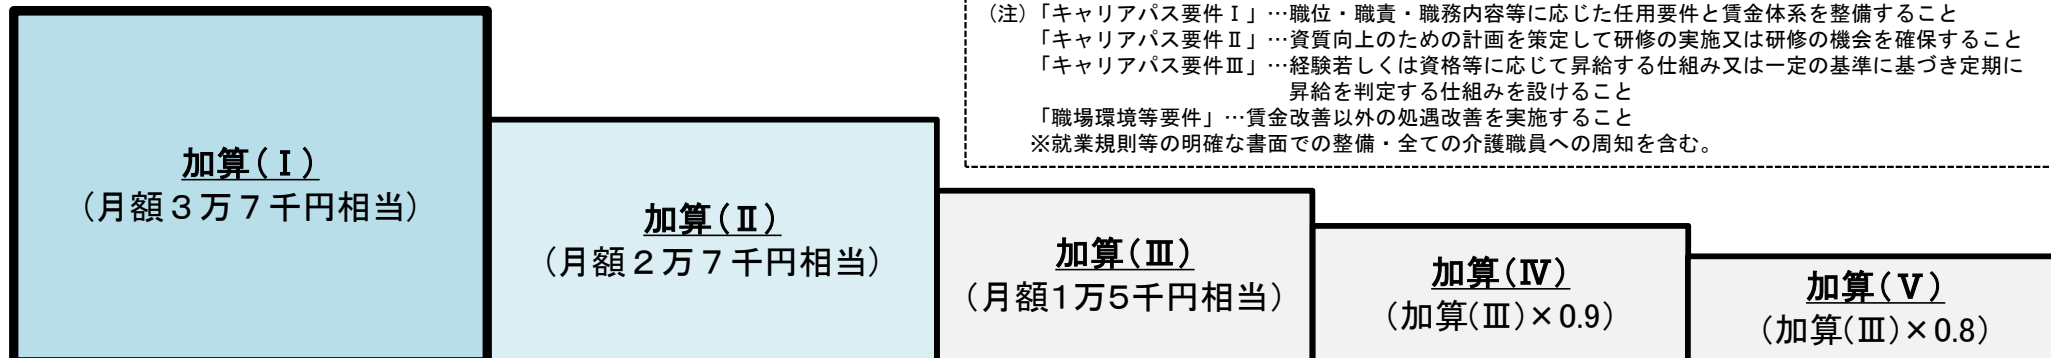 （注）「キャリアパス要件Ⅰ」…職位・職責・職務内容等に応じた任用要件と賃金体系を整備すること
「キャリアパス要件Ⅱ」…資質向上のための計画を策定して研修の実施又は研修の機会を確保すること
「キャリアパス要件Ⅲ」…経験若しくは資格等に応じて昇給する仕組み又は一定の基準に基づき定期に
昇給を判定する仕組みを設けること
「職場環境等要件」…賃金改善以外の処遇改善を実施すること
※就業規則等の明確な書面での整備・全ての介護職員への周知を含む。
加算(Ⅰ)
（月額３万７千円相当）
加算(Ⅱ)
（月額２万７千円相当）
加算(Ⅲ)
（月額1万5千円相当）
加算(Ⅳ)
（加算(Ⅲ)×0.9）
加算(Ⅴ)
（加算(Ⅲ)×0.8）